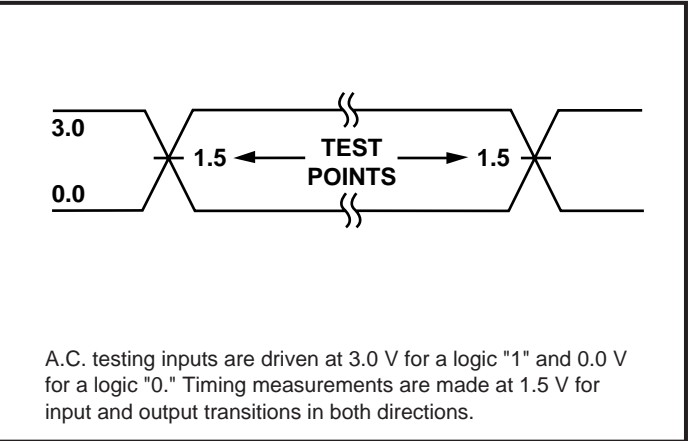 3.0
1.5 TEST 1.5
POINTS
0.0
A.C. testing inputs are driven at 3.0 V for a logic "1" and 0.0 V
for a logic "0." Timing measurements are made at 1.5 V for
input and output transitions in both directions.